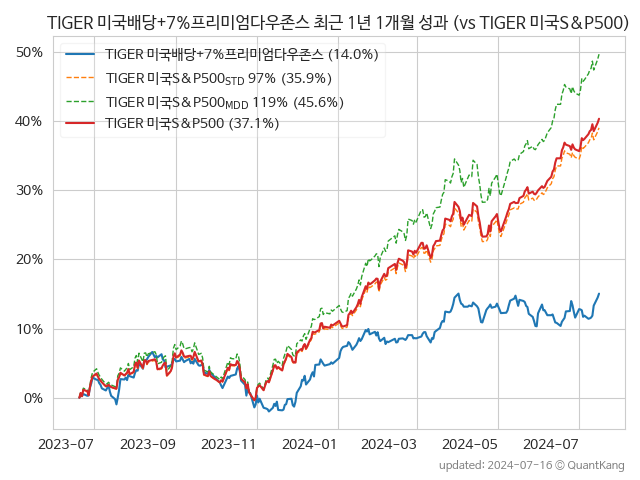 TIGER 미국배당+7%프리미엄다우존스 최근 1년 1개월 성과 (vs TIGER 미국S&P500)
TIGER 미국배당+7%프리미엄다우존스 (14.0%)
TIGER 미국S&P500STD 97% (35.9%)
TIGER 미국S&P500MDD 119% (45.6%)
TIGER 미국S&P500 (37.1%)
50%
40%
30%
20%
10%
0%
2023-07 2023-09 2023-11 2024-01 2024-03 2024-05 2024-07
updated: 2024-07-16 © QuantKang